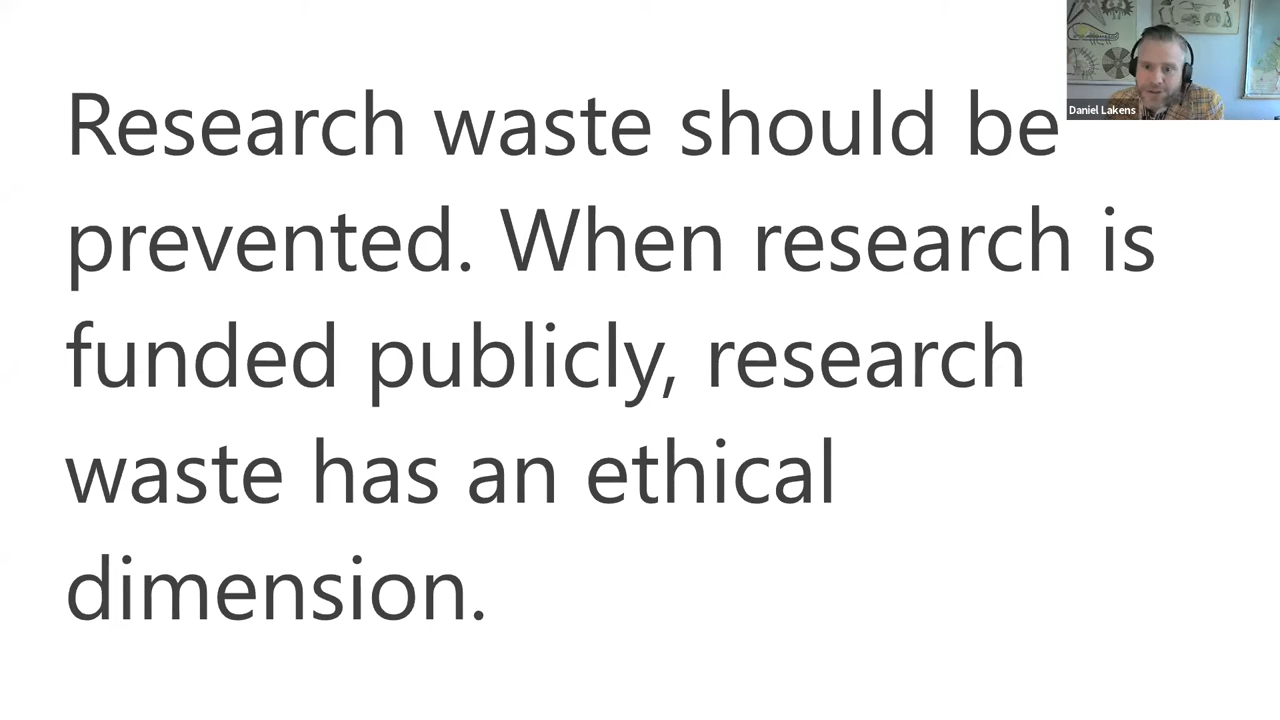 Research waste should be
prevented. When research is
funded publicly, research
waste has an ethical
dimension.
Daniel Lakens